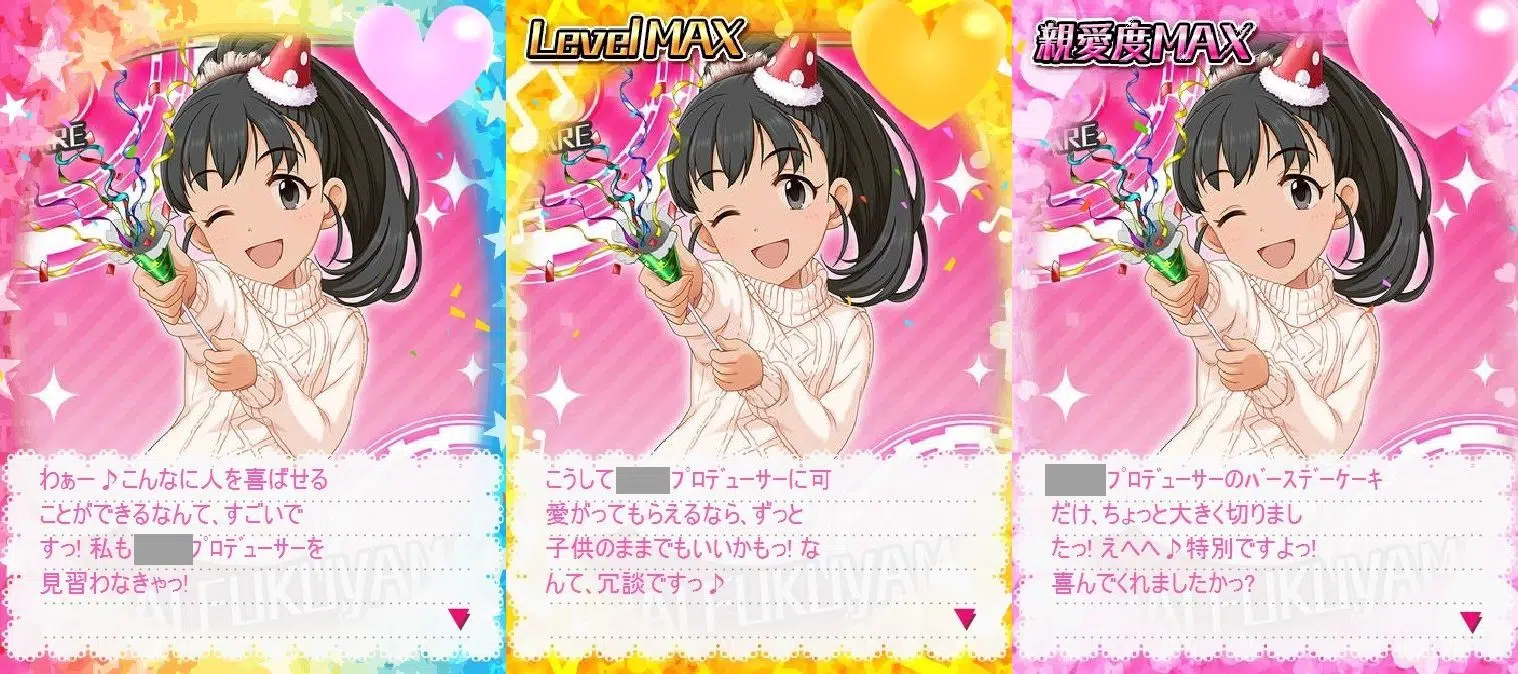 ARE
わぁー♪こんなに人を喜ばせる
ことができるなんて、すごいで
すっ! 私もプロデューサーを
見習わなきゃっ!
Level MAX
ARE
こうしてプロデューサーに可
愛がってもらえるなら、ずっと
子供のままでもいいかもっ! な
んて、冗談ですっ♪
親愛度MAX
ARE
プロデューサーのバースデーケーキ
だけ、ちょっと大きく切りまし
たっ! えへへ♪特別ですよっ!
喜んでくれましたかっ?